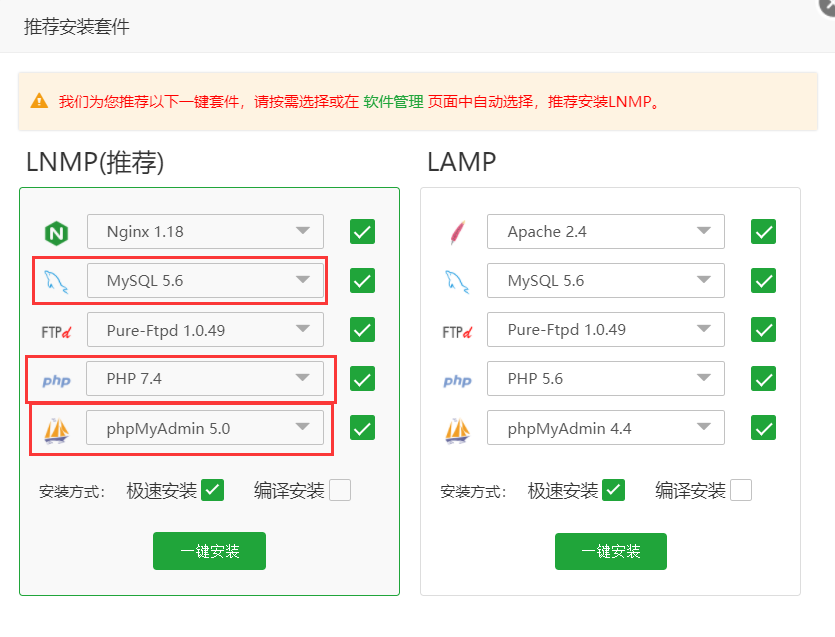 推荐安装套件
我们为您推荐以下一键套件，请按需选择或在 软件管理 页面中自动选择，推荐安装LNMP。
LNMP(推荐)
Nginx 1.18
MySQL 5.6
FTPd
Pure-Ftpd 1.0.49
php
PHP 7.4
phpMyAdmin 5.0
安装方式： 极速安装 编译安装
一键安装
LAMP
Apache 2.4
MySQL 5.6
FTPd
Pure-Ftpd 1.0.49
php
PHP 5.6
phpMyAdmin 4.4
安装方式： 极速安装 编译安装
一键安装